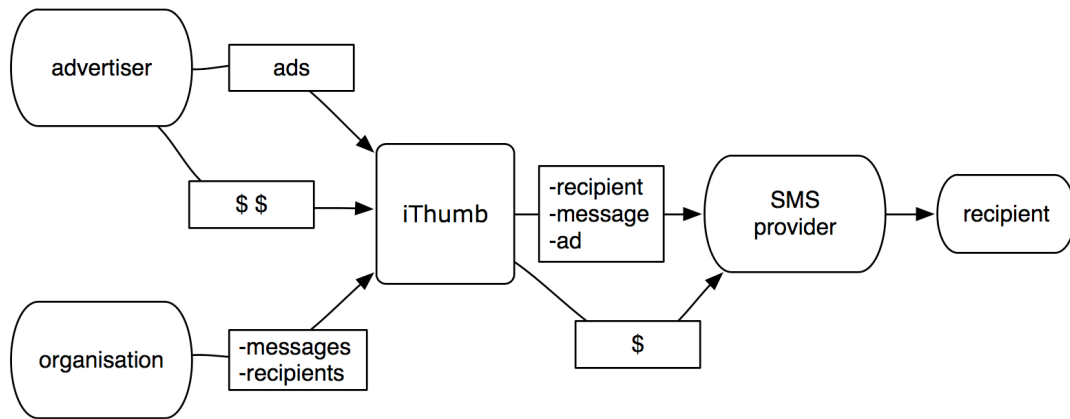 advertiser
ads
$ $
iThumb
-recipient
-message
-ad
SMS
provider
recipient
organisation
-messages
-recipients
$